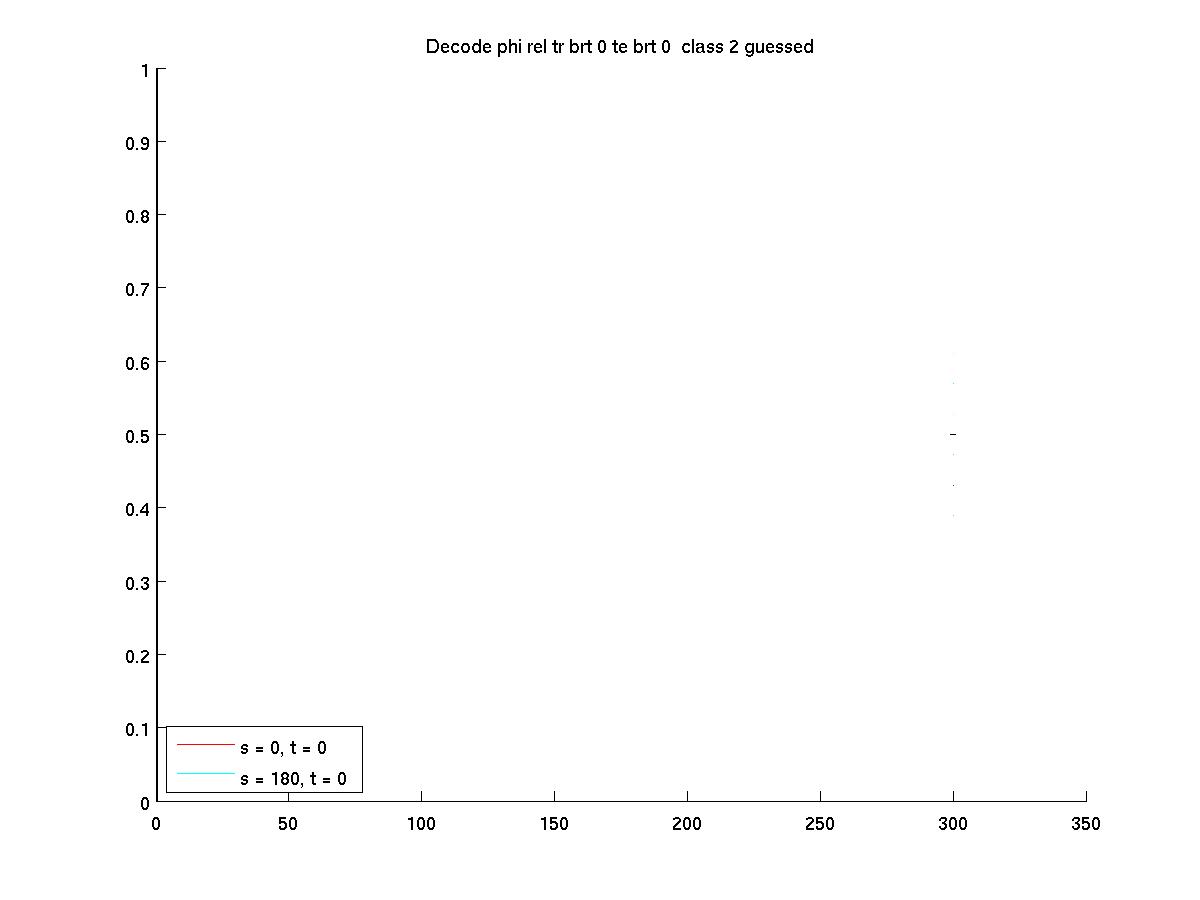 Decode phi rel tr brt 0 te brt 0  class 2 guessed
1
0.9
0.8
0.7
0.6
0.5
0.4
0.3
0.2
0.1
0
s = 0, t = 0
s = 180, t = 0
0 50 100 150 200 250 300 350